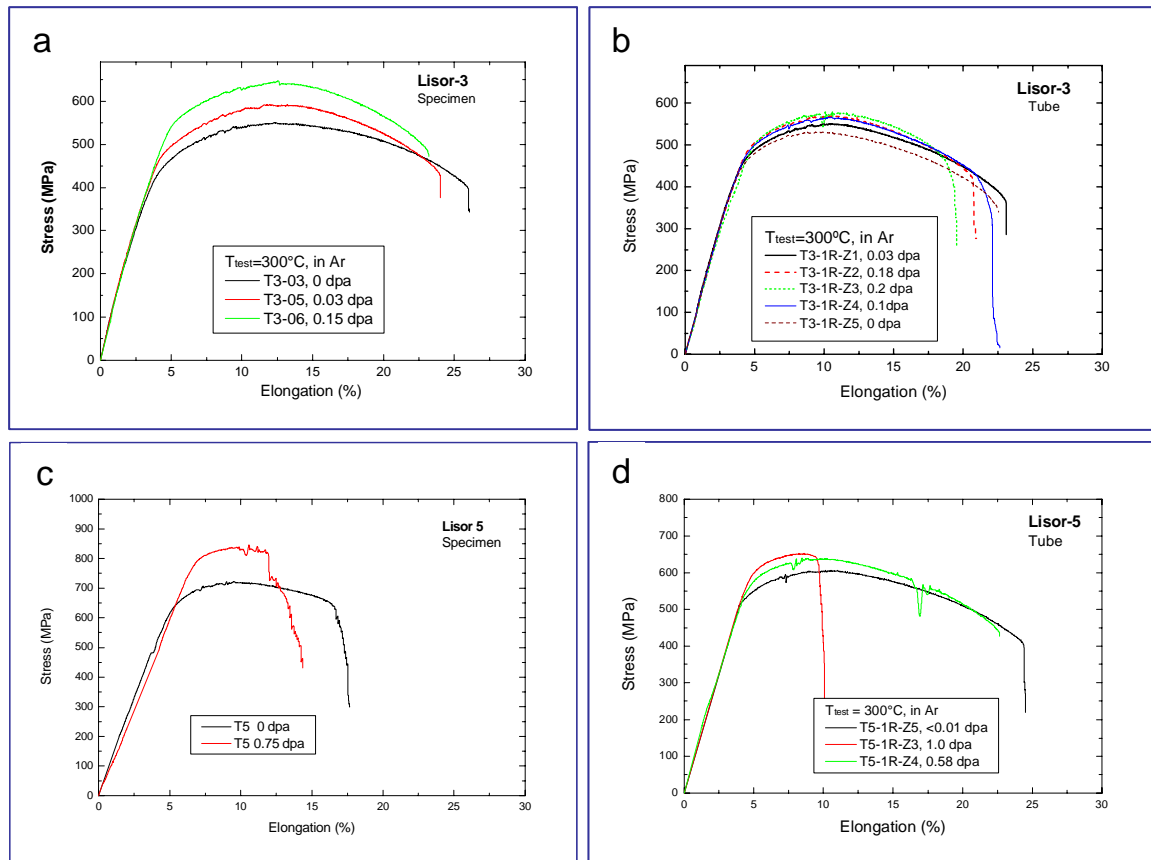 a
Lisor-3
Specimen
Stress (MPa)
600
500
400
300
200
100
0
Ttest=300°C, in Ar
T3-03, 0 dpa
T3-05, 0.03 dpa
T3-06, 0.15 dpa
0 5 10 15 20 25 30
Elongation (%)
b
Lisor-3
Tube
Stress (MPa)
700
600
500
400
300
200
100
0
Ttest=300ºC, in Ar
T3-1R-Z1, 0.03 dpa
T3-1R-Z2, 0.18 dpa
T3-1R-Z3, 0.2 dpa
T3-1R-Z4, 0.1dpa
T3-1R-Z5, 0 dpa
0 5 10 15 20 25 30
Elongation (%)
c
Lisor 5
Specimen
Stress (MPa)
1000
900
800
700
600
500
400
300
200
100
0
T5 0 dpa
T5 0.75 dpa
0 5 10 15 20 25 30
Elongation (%)
d
Lisor-5
Tube
Stress (MPa)
800
700
600
500
400
300
200
100
0
Ttest = 300°C, in Ar
T5-1R-Z5, <0.01 dpa
T5-1R-Z3, 1.0 dpa
T5-1R-Z4, 0.58 dpa
0 5 10 15 20 25 30
Elongation (%)